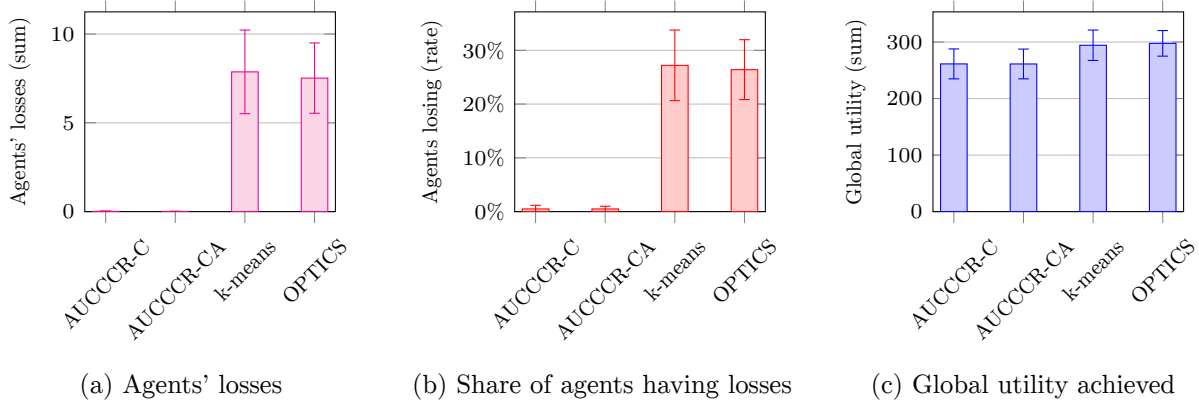 Agents' losses (sum)
10
5
0
AUCCCR-C
AUCCCR-CA
k-means
OPTICS
(a) Agents' losses
Agents losing (rate)
30%
20%
10%
0%
AUCCCR-C
AUCCCR-CA
k-means
OPTICS
(b) Share of agents having losses
Global utility (sum)
300
200
100
0
AUCCCR-C
AUCCCR-CA
k-means
OPTICS
(c) Global utility achieved